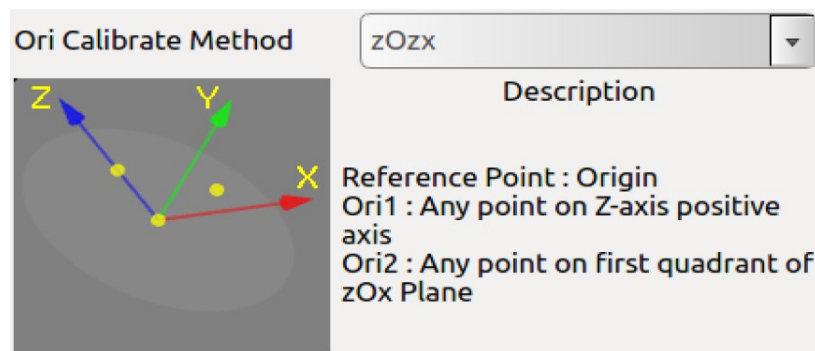 Ori Calibrate Method
zOzx
Z
Y
X
Description
Reference Point : Origin
Ori1 : Any point on Z-axis positive
axis
Ori2 : Any point on first quadrant of
zOx Plane